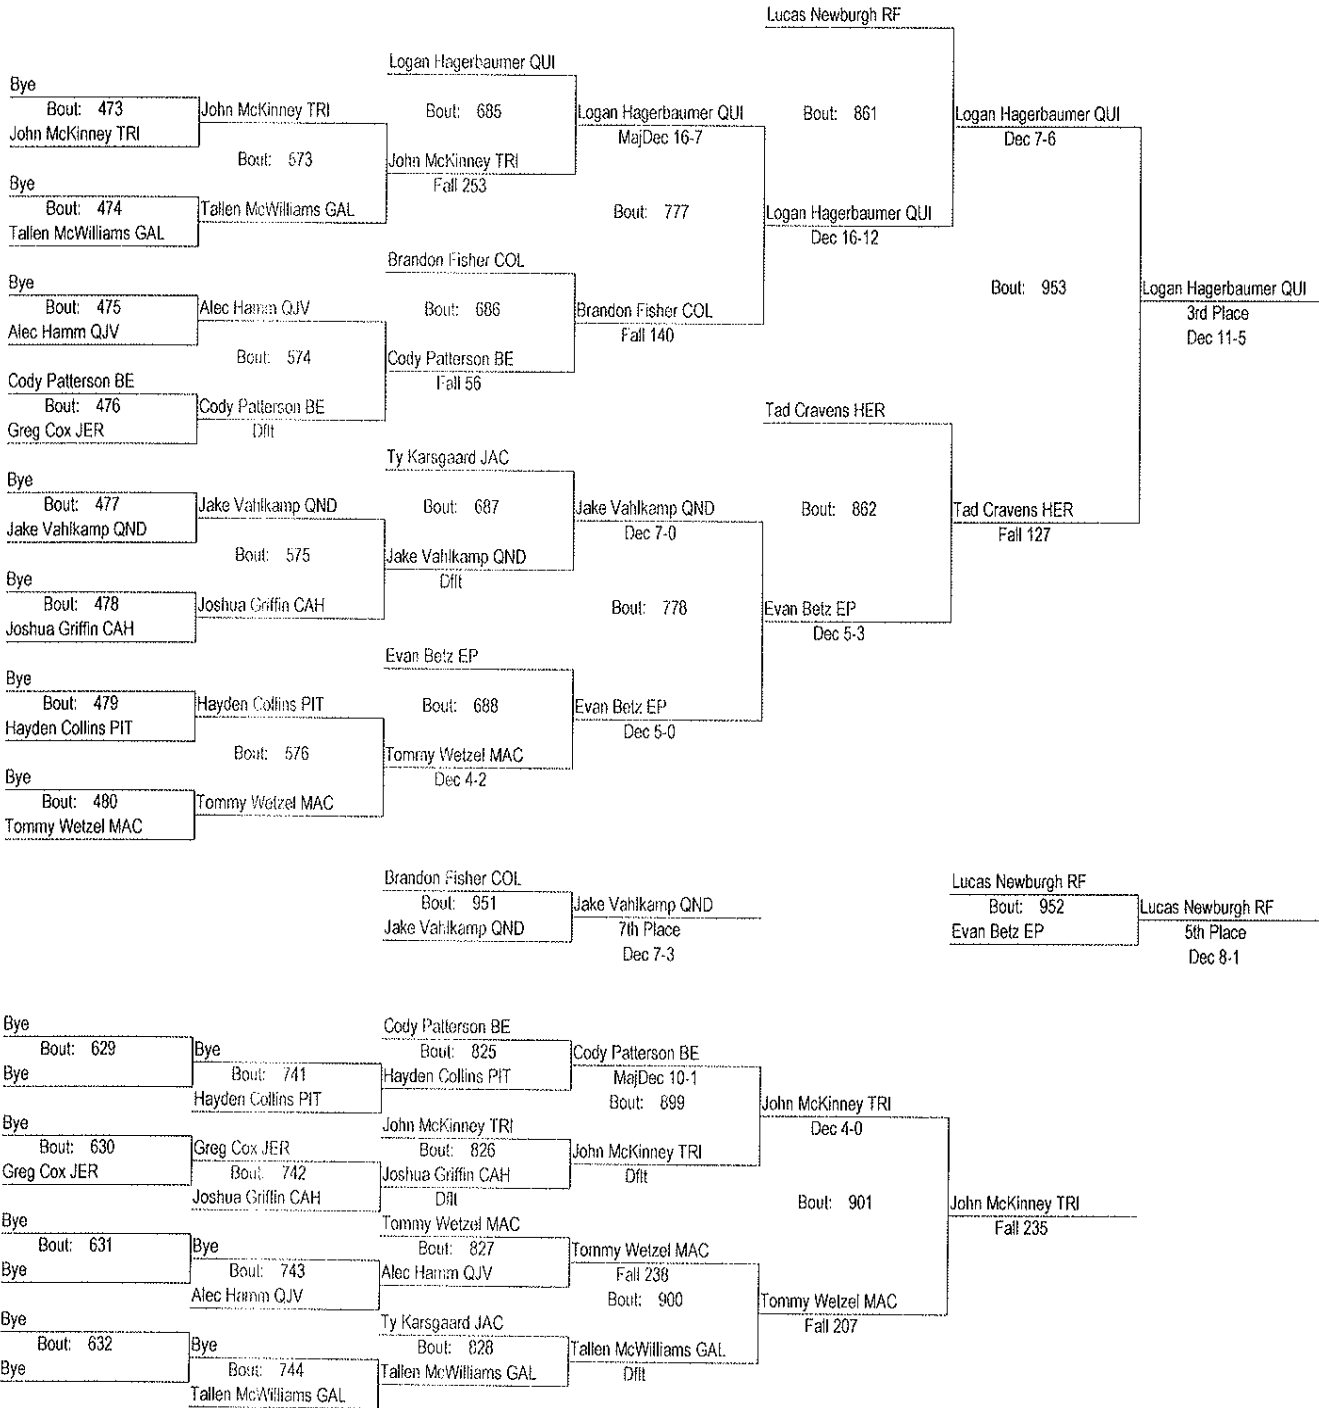 Lucas Newburgh RF
Logan Hagerbaumer QUI
Bye
Bout: 473
John McKinney TRI
John McKinney TRI
Bout: 685
Logan Hagerbaumer QUI
MajDec 16-7
Bout: 861
Logan Hagerbaumer QUI
Dec 7-6
Bout: 573
John McKinney TRI
Fall 253
Bye
Bout: 474
Tallen McWilliams GAL
Tallen McWilliams GAL
Bout: 777
Logan Hagerbaumer QUI
Dec 16-12
Brandon Fisher COL
Bye
Bout: 475
Alec Hamm QJV
Alec Hamm QJV
Bout: 686
Brandon Fisher COL
Fall 140
Bout: 953
Logan Hagerbaumer QUI
3rd Place
Dec 11-5
Bout: 574
Cody Patterson BE
Fall 56
Cody Patterson BE
Bout: 476
Greg Cox JER
Cody Patterson BE
Dflt
Tad Cravens HER
Ty Karsgaard JAC
Bye
Bout: 477
Jake Vahlkamp QND
Jake Vahlkamp QND
Bout: 687
Jake Vahlkamp QND
Dec 7-0
Bout: 862
Tad Cravens HER
Fall 127
Bout: 575
Jake Vahlkamp QND
Dflt
Bye
Bout: 478
Joshua Griffin CAH
Joshua Griffin CAH
Bout: 778
Evan Betz EP
Dec 5-3
Evan Betz EP
Bye
Bout: 479
Hayden Collins PIT
Hayden Collins PIT
Bout: 688
Evan Betz EP
Dec 5-0
Bout: 576
Tommy Wetzel MAC
Dec 4-2
Bye
Bout: 480
Tommy Wetzel MAC
Tommy Wetzel MAC
Brandon Fisher COL
Bout: 951
Jake Vahlkamp QND
Jake Vahlkamp QND
7th Place
Dec 7-3
Lucas Newburgh RF
Bout: 952
Evan Betz EP
Lucas Newburgh RF
5th Place
Dec 8-1
Bye
Bout: 629
Bye
Bye
Bout: 741
Hayden Collins PIT
Cody Patterson BE
Bout: 825
Hayden Collins PIT
Cody Patterson BE
MajDec 10-1
Bout: 899
John McKinney TRI
Dec 4-0
Bye
Bout: 630
Greg Cox JER
Greg Cox JER
Bout: 742
Joshua Griffin CAH
John McKinney TRI
Bout: 826
Joshua Griffin CAH
Dflt
John McKinney TRI
Dflt
Bout: 901
John McKinney TRI
Fall 235
Bye
Bout: 631
Bye
Bye
Bout: 743
Alec Hamm QJV
Tommy Wetzel MAC
Bout: 827
Alec Hamm QJV
Tommy Wetzel MAC
Fall 238
Bout: 900
Tommy Wetzel MAC
Fall 207
Bye
Bout: 632
Bye
Bye
Bout: 744
Tallen McWilliams GAL
Ty Karsgaard JAC
Bout: 828
Tallen McWilliams GAL
Tallen McWilliams GAL
Dflt